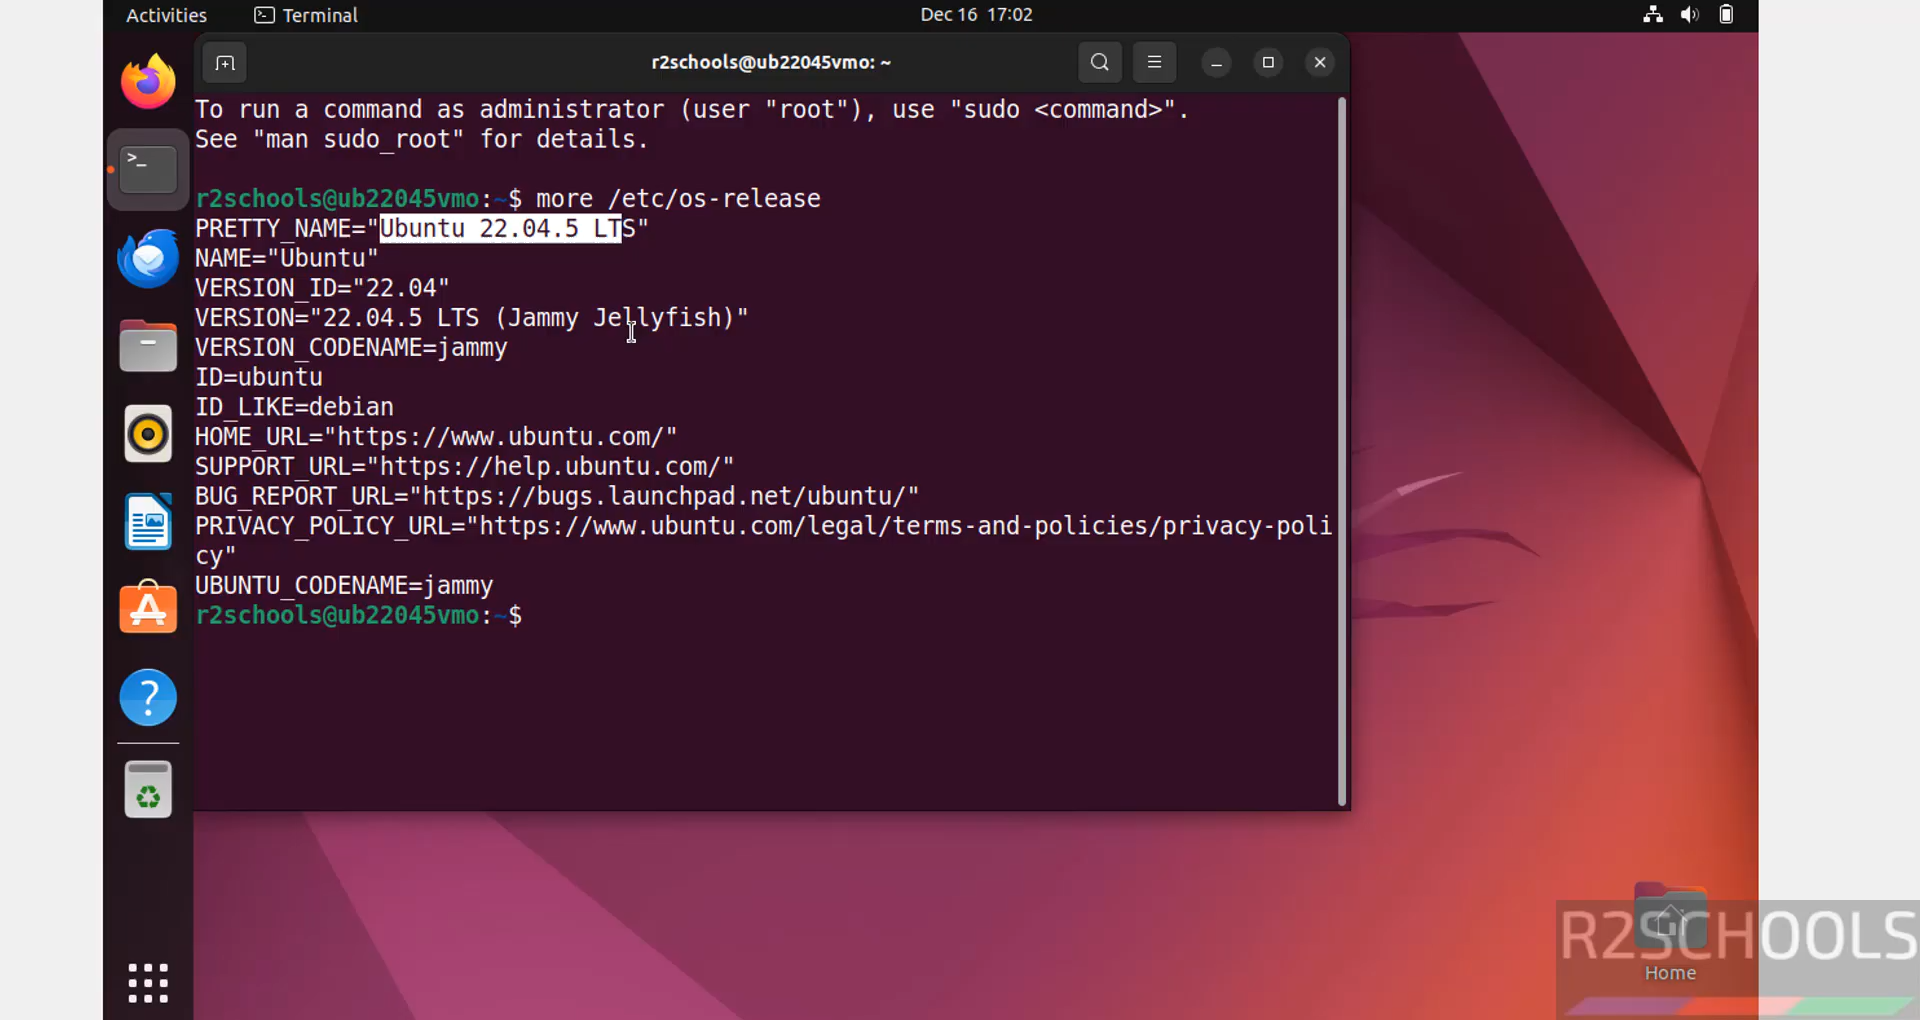 Activities Terminal Dec 16 17:02
r2schools@ub22045vmo: ~
To run a command as administrator (user "root"), use "sudo <command>".
See "man sudo_root" for details.
r2schools@ub22045vmo:~$ more /etc/os-release
PRETTY_NAME="Ubuntu 22.04.5 LTS"
NAME="Ubuntu"
VERSION_ID="22.04"
VERSION="22.04.5 LTS (Jammy Jellyfish)"
VERSION_CODENAME=jammy
ID=ubuntu
ID_LIKE=debian
HOME_URL="https://www.ubuntu.com/"
SUPPORT_URL="https://help.ubuntu.com/"
BUG_REPORT_URL="https://bugs.launchpad.net/ubuntu/"
PRIVACY_POLICY_URL="https://www.ubuntu.com/legal/terms-and-policies/privacy-poli
cy"
UBUNTU_CODENAME=jammy
r2schools@ub22045vmo:~$
R2SCHOOLS
Home